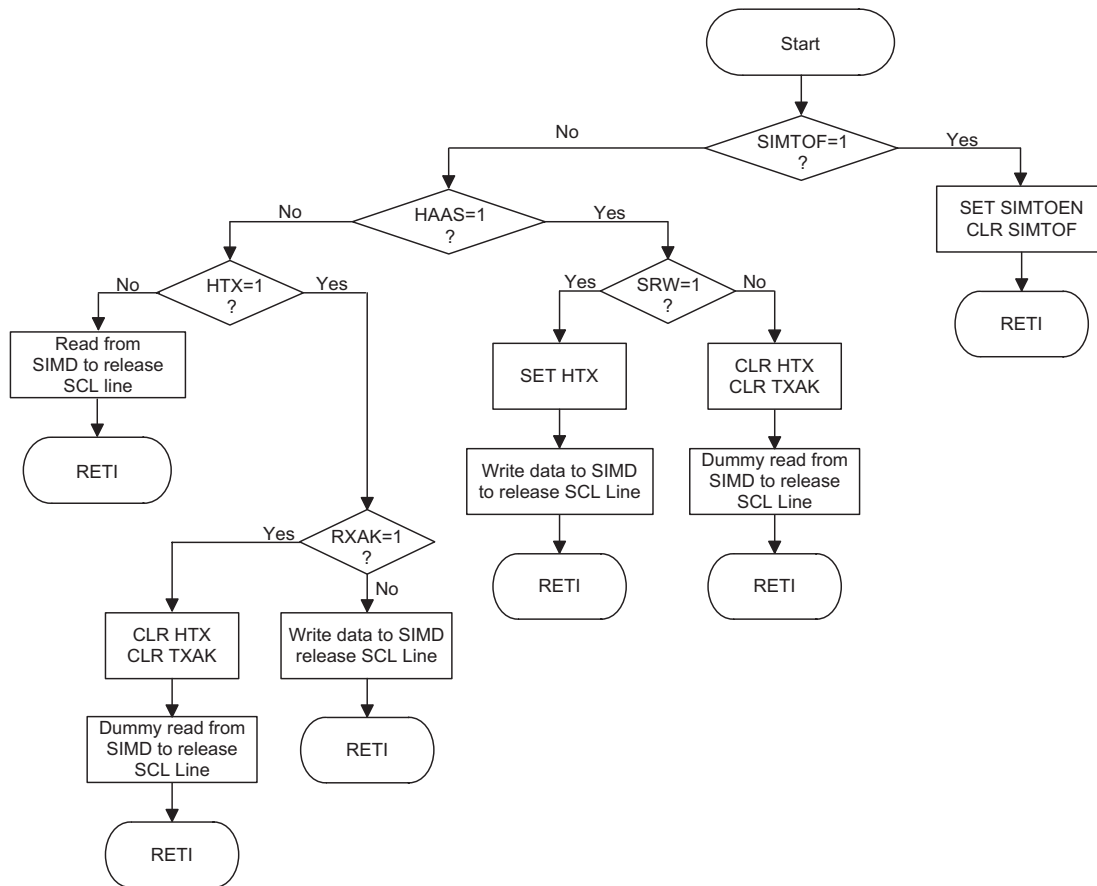 Start
SIMTOF=1
?
No
Yes
SET SIMTOEN
CLR SIMTOF
RETI
HAAS=1
?
No
Yes
HTX=1
?
No
Yes
SRW=1
?
Yes
No
Read from
SIMD to release
SCL line
RETI
SET HTX
CLR HTX
CLR TXAK
Write data to SIMD
to release SCL Line
Dummy read from
SIMD to release
SCL Line
RETI
RETI
RXAK=1
?
Yes
No
CLR HTX
CLR TXAK
Write data to SIMD
release SCL Line
Dummy read from
SIMD to release
SCL Line
RETI
RETI